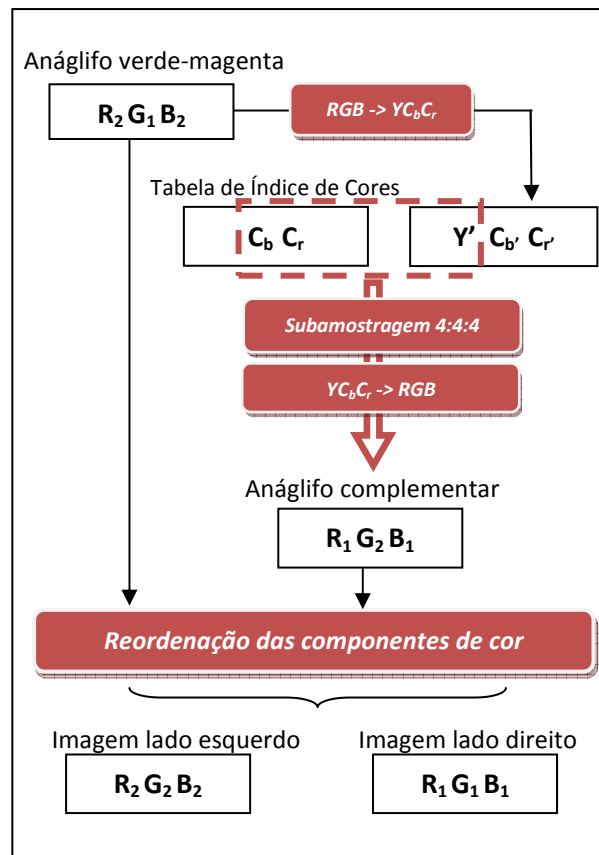 Anáglifo verde-magenta
R₂ G₁ B₂
RGB -> YCbCr
Tabela de Índice de Cores
Cb Cr
Y' Cb' Cr'
Subamostragem 4:4:4
YCbCr -> RGB
Anáglifo complementar
R₁ G₂ B₁
Reordenação das componentes de cor
Imagem lado esquerdo
Imagem lado direito
R₂ G₂ B₂
R₁ G₁ B₁